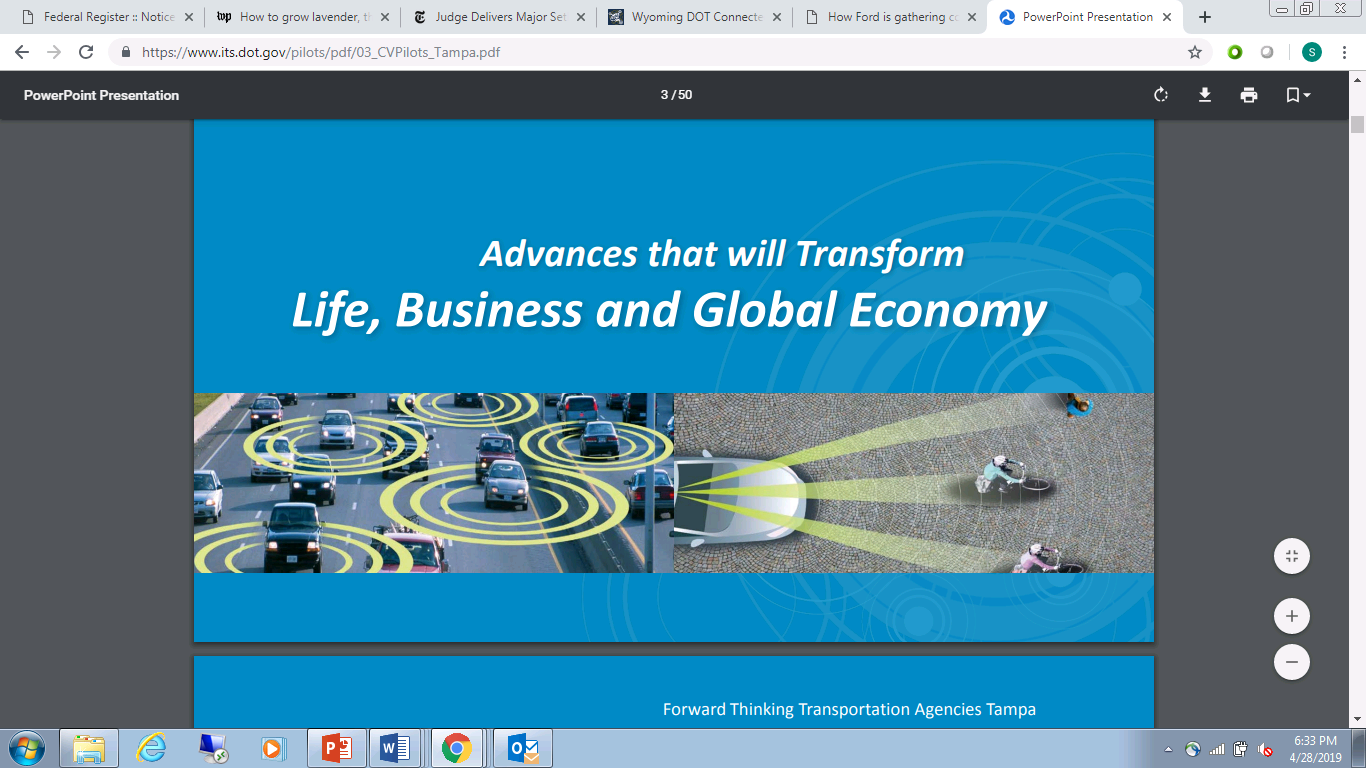 Federal Register :: Notice
How to grow lavender, th
Judge Delivers Major Set
Wyoming DOT Connecte
How Ford is gathering co
PowerPoint Presentation
https://www.its.dot.gov/pilots/pdf/03_CVPilots_Tampa.pdf
S
PowerPoint Presentation
3 / 50
Advances that will Transform
Life, Business and Global Economy
Forward Thinking Transportation Agencies Tampa
6:33 PM
4/28/2019